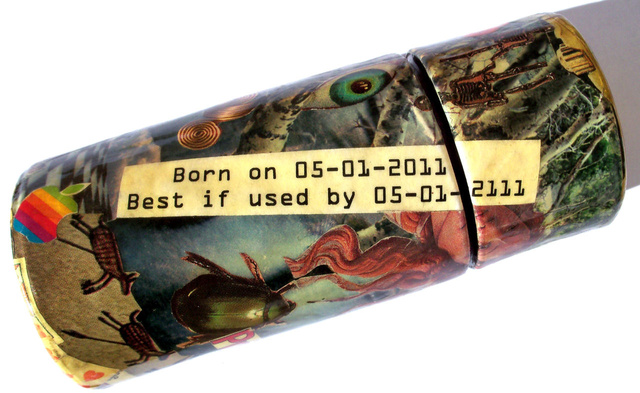 Born on 05-01-2011
Best if used by 05-01-2111